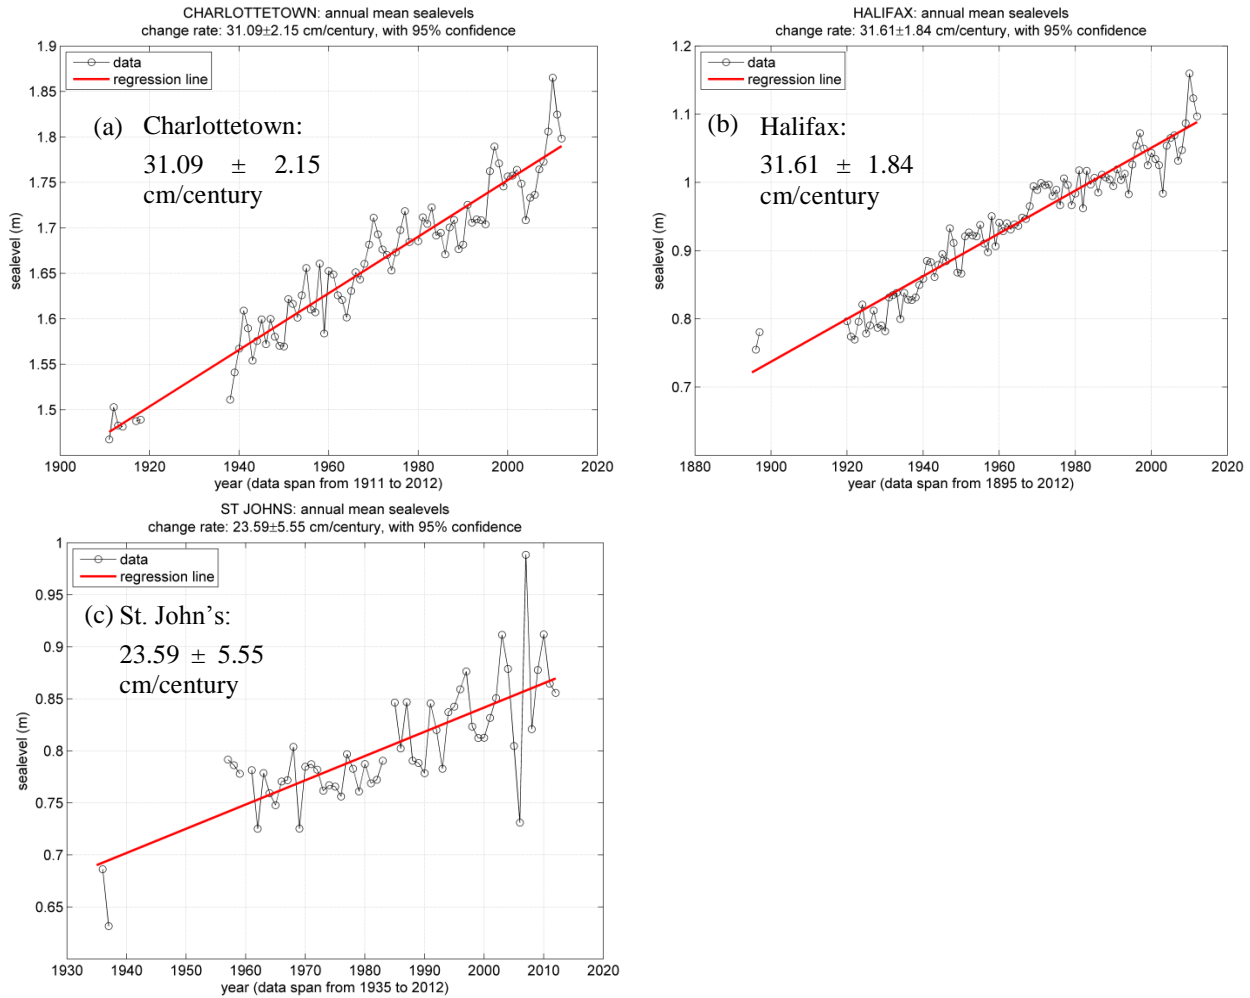 CHARLOTTETOWN: annual mean sealevels
change rate: 31.09±2.15 cm/century, with 95% confidence
1.9
1.85
1.8
1.75
1.7
1.65
1.6
1.55
1.5
sealevel (m)
data
regression line
(a) Charlottetown:
31.09 ± 2.15
cm/century
1900 1920 1940 1960 1980 2000 2020
year (data span from 1911 to 2012)
HALIFAX: annual mean sealevels
change rate: 31.61±1.84 cm/century, with 95% confidence
1.2
1.1
1
0.9
0.8
0.7
sealevel (m)
data
regression line
(b) Halifax:
31.61 ± 1.84
cm/century
1880 1900 1920 1940 1960 1980 2000 2020
year (data span from 1895 to 2012)
ST JOHNS: annual mean sealevels
change rate: 23.59±5.55 cm/century, with 95% confidence
1
0.95
0.9
0.85
0.8
0.75
0.7
0.65
sealevel (m)
data
regression line
(c) St. John’s:
23.59 ± 5.55
cm/century
1930 1940 1950 1960 1970 1980 1990 2000 2010 2020
year (data span from 1935 to 2012)